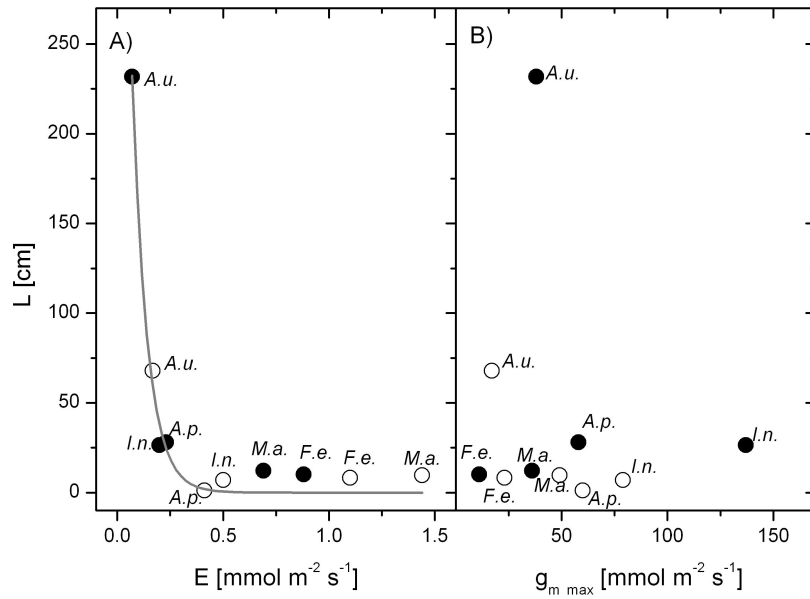 A)
B)
250
200
150
100
50
0
L [cm]
A.u.
A.u.
I.n.
A.p.
A.p.
I.n.
M.a.
F.e.
F.e.
M.a.
0.0 0.5 1.0 1.5
E [mmol m⁻² s⁻¹]
A.u.
A.u.
A.p.
I.n.
F.e.
M.a.
F.e.
M.a.
A.p.
I.n.
50 100 150
g_m max [mmol m⁻² s⁻¹]